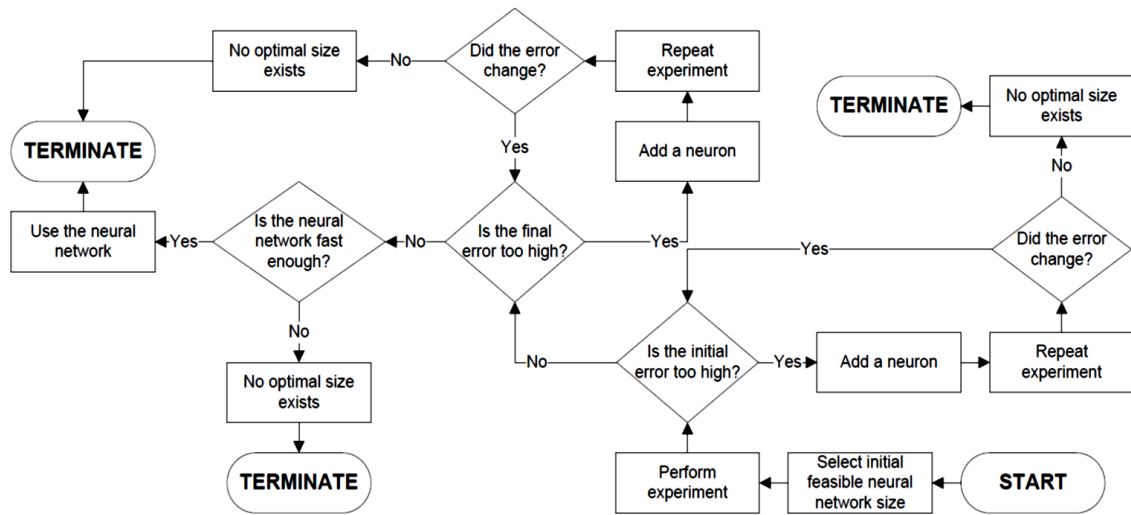 No optimal size
exists
No
Did the error
change?
Repeat
experiment
TERMINATE
No optimal size
exists
TERMINATE
Yes
Add a neuron
No
Use the neural
network
Yes
Is the neural
network fast
enough?
No
Is the final
error too high?
Yes
Yes
Did the error
change?
No
No optimal size
exists
TERMINATE
No
Is the initial
error too high?
Yes
Add a neuron
Repeat
experiment
Perform
experiment
Select initial
feasible neural
network size
START